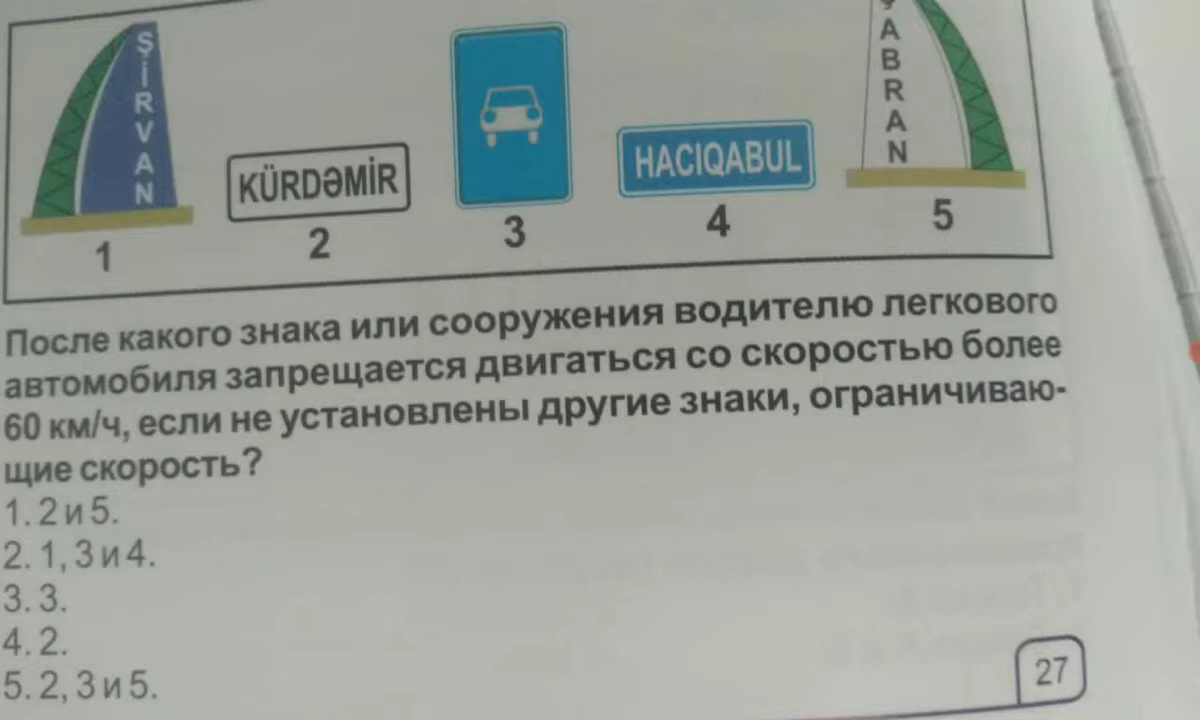 ŞİRVAN
KÜRDƏMİR
HACIQABUL
ABRAN
1
2
3
4
5
После какого знака или сооружения водителю легкового
автомобиля запрещается двигаться со скоростью более
60 км/ч, если не установлены другие знаки, ограничиваю-
щие скорость?
1. 2 и 5.
2. 1, 3 и 4.
3. 3.
4. 2.
5. 2, 3 и 5.
27